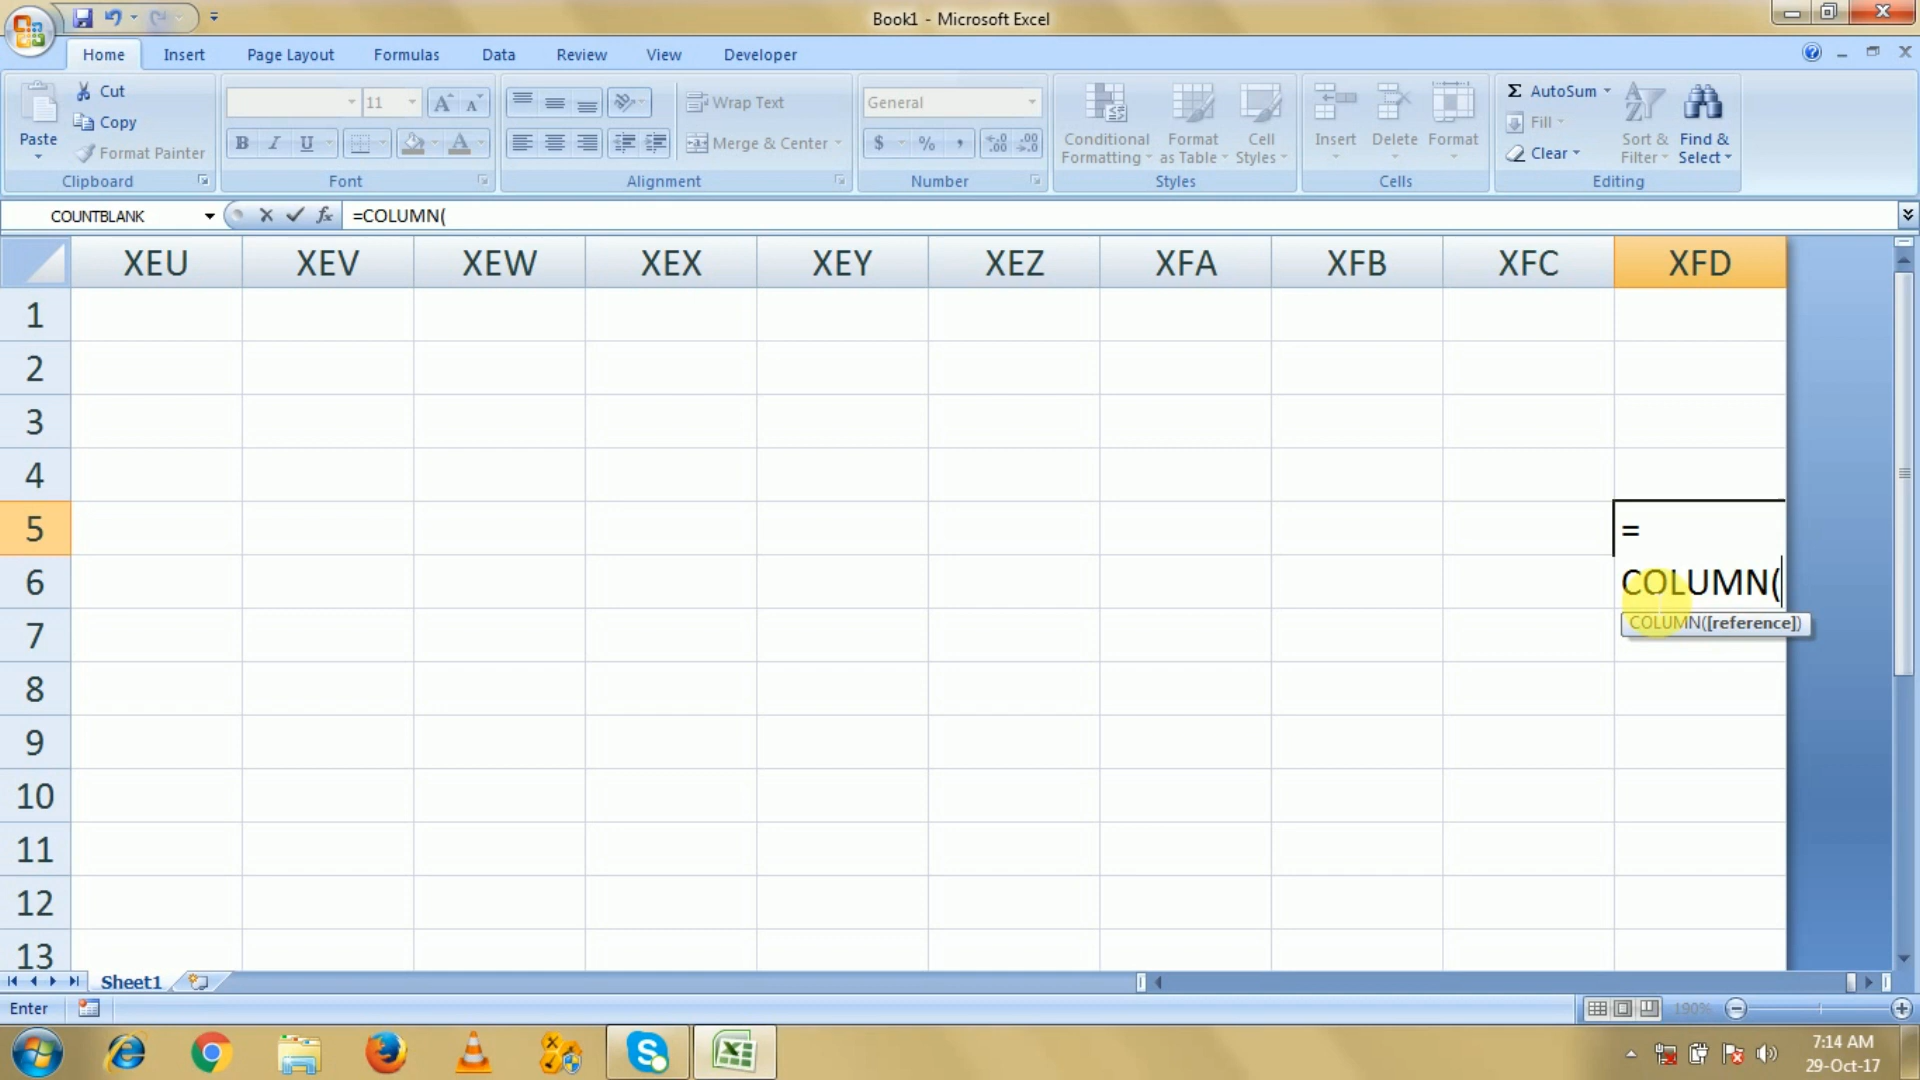 Book1 - Microsoft Excel
Home Insert Page Layout Formulas Data Review View Developer
Paste
Cut
Copy
Format Painter
Clipboard
11
B I U
Font
Wrap Text
Merge & Center
Alignment
General
$ % ,
Number
Conditional Formatting
Format as Table
Cell Styles
Styles
Insert
Delete
Format
Cells
Σ AutoSum
Fill
Clear
Sort & Filter
Find & Select
Editing
COUNTBLANK fx =COLUMN(
XEU XEV XEW XEX XEY XEZ XFA XFB XFC XFD
1
2
3
4
5 =
6 COLUMN(
COLUMN([reference])
7
8
9
10
11
12
13
Sheet1
Enter 190%
7:14 AM
29-Oct-17